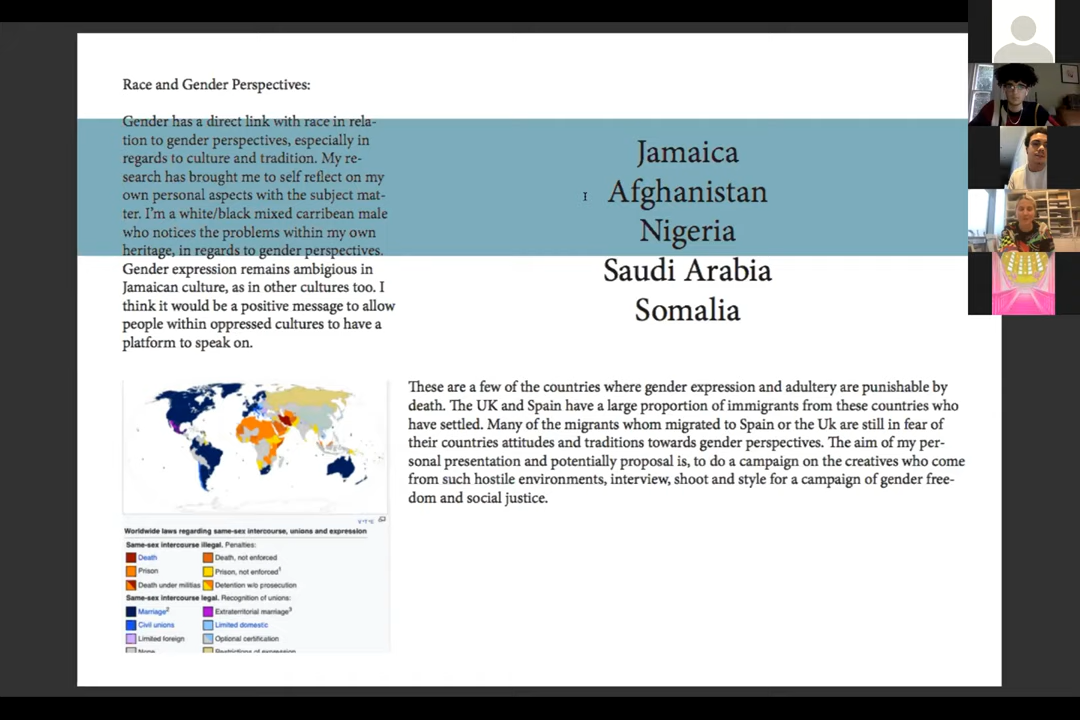 Race and Gender Perspectives:
Gender has a direct link with race in rela-
tion to gender perspectives, especially in
regards to culture and tradition. My re-
search has brought me to self reflect on my
own personal aspects with the subject mat-
ter. I'm a white/black mixed carribean male
who notices the problems within my own
heritage, in regards to gender perspectives.
Gender expression remains ambigious in
Jamaican culture, as in other cultures too. I
think it would be a positive message to allow
people within oppressed cultures to have a
platform to speak on.
Jamaica
Afghanistan
Nigeria
Saudi Arabia
Somalia
These are a few of the countries where gender expression and adultery are punishable by
death. The UK and Spain have a large proportion of immigrants from these countries who
have settled. Many of the migrants whom migrated to Spain or the Uk are still in fear of
their countries attitudes and traditions towards gender perspectives. The aim of my per-
sonal presentation and potentially proposal is, to do a campaign on the creatives who come
from such hostile environments, interview, shoot and style for a campaign of gender free-
dom and social justice.
V·T·E
Worldwide laws regarding same-sex intercourse, unions and expression
Same-sex intercourse illegal. Penalties:
Death
Death, not enforced
Prison
Prison, not enforced1
Death under militias
Detention w/o prosecution
Same-sex intercourse legal. Recognition of unions:
Marriage2
Extraterritorial marriage3
Civil unions
Limited domestic
Limited foreign
Optional certification
None
Restrictions of expression